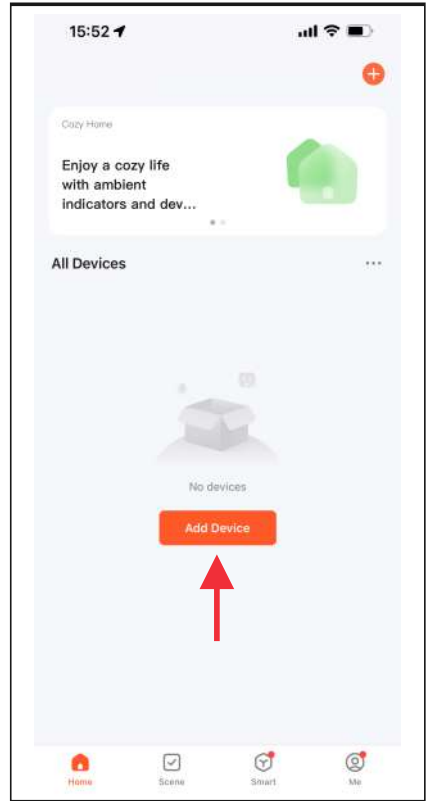 15:52
Cozy Home
Enjoy a cozy life
with ambient
indicators and dev...
All Devices
No devices
Add Device
Home Scene Smart Me